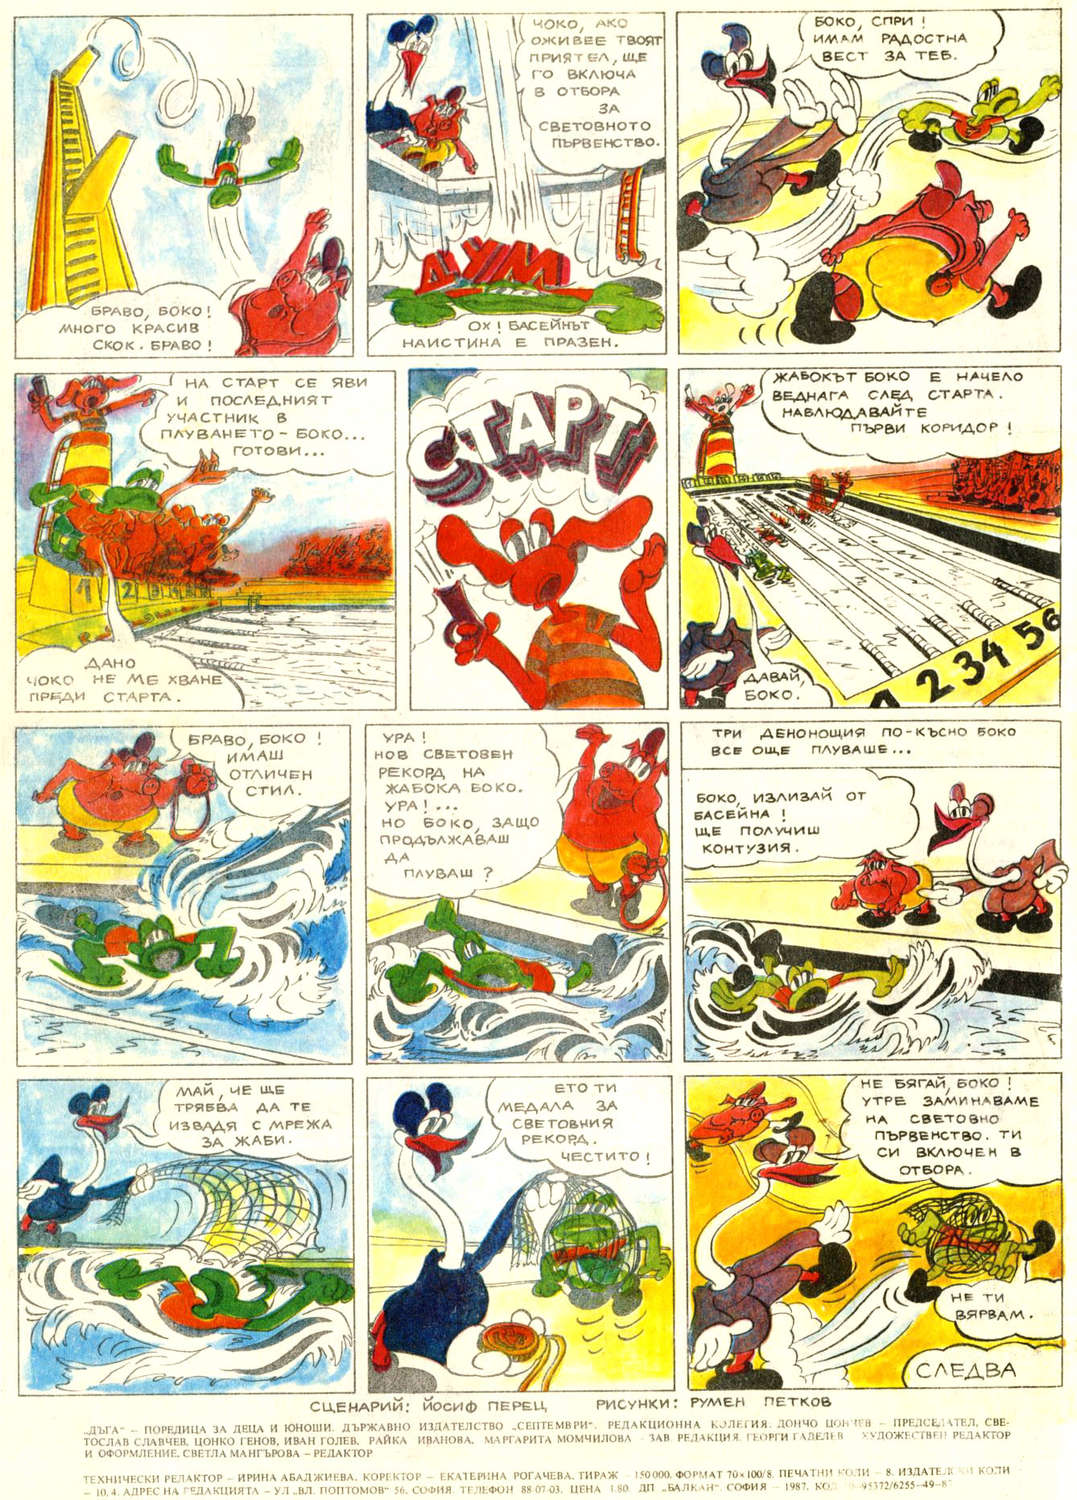 БРАВО, БОКО!
МНОГО КРАСИВ
СКОК. БРАВО!
ЧОКО, АКО
ОЖИВЕЕ ТВОЯТ
ПРИЯТЕЛ, ЩЕ
ГО ВКЛЮЧА
В ОТБОРА
ЗА
СВЕТОВНОТО
ПЪРВЕНСТВО.
ДУМ
ОХ! БАСЕЙНЪТ
НАИСТИНА Е ПРАЗЕН.
БОКО, СПРИ!
ИМАМ РАДОСТНА
ВЕСТ ЗА ТЕБ.
НА СТАРТ СЕ ЯВИ
И ПОСЛЕДНИЯТ
УЧАСТНИК В
ПЛУВАНЕТО - БОКО...
ГОТОВИ...
1 2 3 4 5 6
ДАНО
ЧОКО НЕ МЕ ХВАНЕ
ПРЕДИ СТАРТА.
СТАРТ
ЖАБОКЪТ БОКО Е НАЧЕЛО
ВЕДНАГА СЛЕД СТАРТА.
НАБЛЮДАВАЙТЕ
ПЪРВИ КОРИДОР!
ДАВАЙ,
БОКО.
1 2 3 4 5 6
БРАВО, БОКО!
ИМАШ
ОТЛИЧЕН
СТИЛ.
УРА!
НОВ СВЕТОВЕН
РЕКОРД НА
ЖАБОКА БОКО.
УРА!...
НО БОКО, ЗАЩО
ПРОДЪЛЖАВАШ
ДА
ПЛУВАШ?
ТРИ ДЕНОНОЩИЯ ПО-КЪСНО БОКО
ВСЕ ОЩЕ ПЛУВАШЕ...
БОКО, ИЗЛИЗАЙ ОТ
БАСЕЙНА!
ЩЕ ПОЛУЧИШ
КОНТУЗИЯ.
МАЙ, ЧЕ ЩЕ
ТРЯБВА ДА ТЕ
ИЗВАДЯ С МРЕЖА
ЗА ЖАБИ.
ЕТО ТИ
МЕДАЛА ЗА
СВЕТОВНИЯ
РЕКОРД.
ЧЕСТИТО!
НЕ БЯГАЙ, БОКО!
УТРЕ ЗАМИНАВАМЕ
НА СВЕТОВНО
ПЪРВЕНСТВО. ТИ
СИ ВКЛЮЧЕН В
ОТБОРА.
НЕ ТИ
ВЯРВАМ.
СЛЕДВА
СЦЕНАРИЙ: ЙОСИФ ПЕРЕЦ РИСУНКИ: РУМЕН ПЕТКОВ
„ДЪГА“ – ПОРЕДИЦА ЗА ДЕЦА И ЮНОШИ. ДЪРЖАВНО ИЗДАТЕЛСТВО „СЕПТЕМВРИ“. РЕДАКЦИОННА КОЛЕГИЯ: ДОНЧО ЦОНЧЕВ – ПРЕДСЕДАТЕЛ, СВЕ-
ТОСЛАВ СЛАВЧЕВ, ЦОНКО ГЕНОВ, ИВАН ГОЛЕВ, РАЙКА ИВАНОВА, МАРГАРИТА МОМЧИЛОВА – ЗАВ. РЕДАКЦИЯ, ГЕОРГИ ГАДЕЛЕВ – ХУДОЖЕСТВЕН РЕДАКТОР
И ОФОРМЛЕНИЕ, СВЕТЛА МАНГЪРОВА – РЕДАКТОР
ТЕХНИЧЕСКИ РЕДАКТОР – ИРИНА АБАДЖИЕВА. КОРЕКТОР – ЕКАТЕРИНА РОГАЧЕВА. ТИРАЖ – 150 000. ФОРМАТ 70×100/8. ПЕЧАТНИ КОЛИ – 8. ИЗДАТЕЛСКИ КОЛИ
– 10,4. АДРЕС НА РЕДАКЦИЯТА – УЛ „ВЛ. ПОПТОМОВ“ 56, СОФИЯ. ТЕЛЕФОН 88 07-03. ЦЕНА 1.80. ДП „БАЛКАН“, СОФИЯ – 1987. КОД